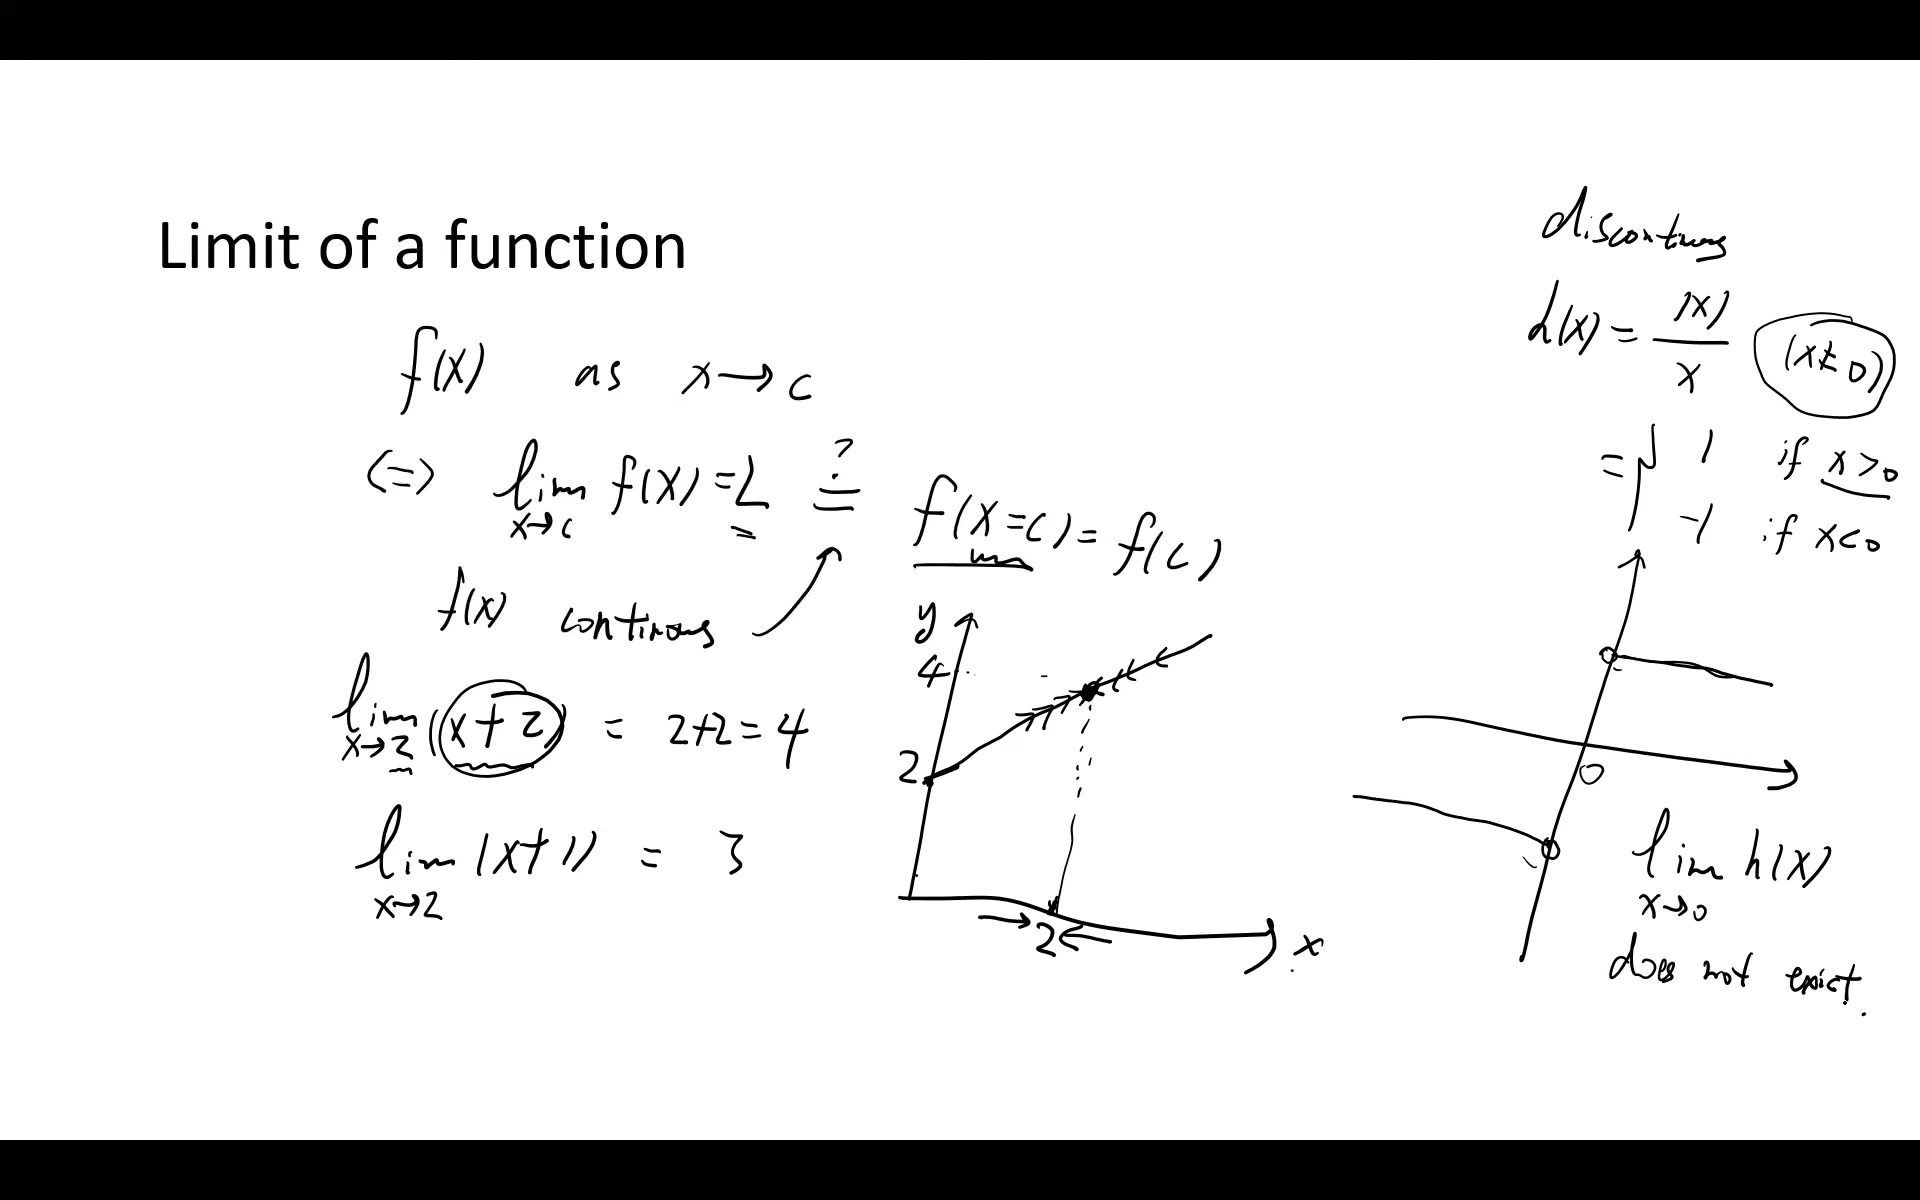 Limit of a function
f(x) as x→c
<=> lim f(x) = L ?= f(x=c) = f(c)
x→c
f(x) continous
lim (x+2) = 2+2=4
x→2
lim |x+1| = 3
x→2
y
4
2
2
x
discontinous
h(x) = |x|/x (x≠0)
= { 1 if x>0
-1 if x<0
0
lim h(x)
x→0
does not exist.